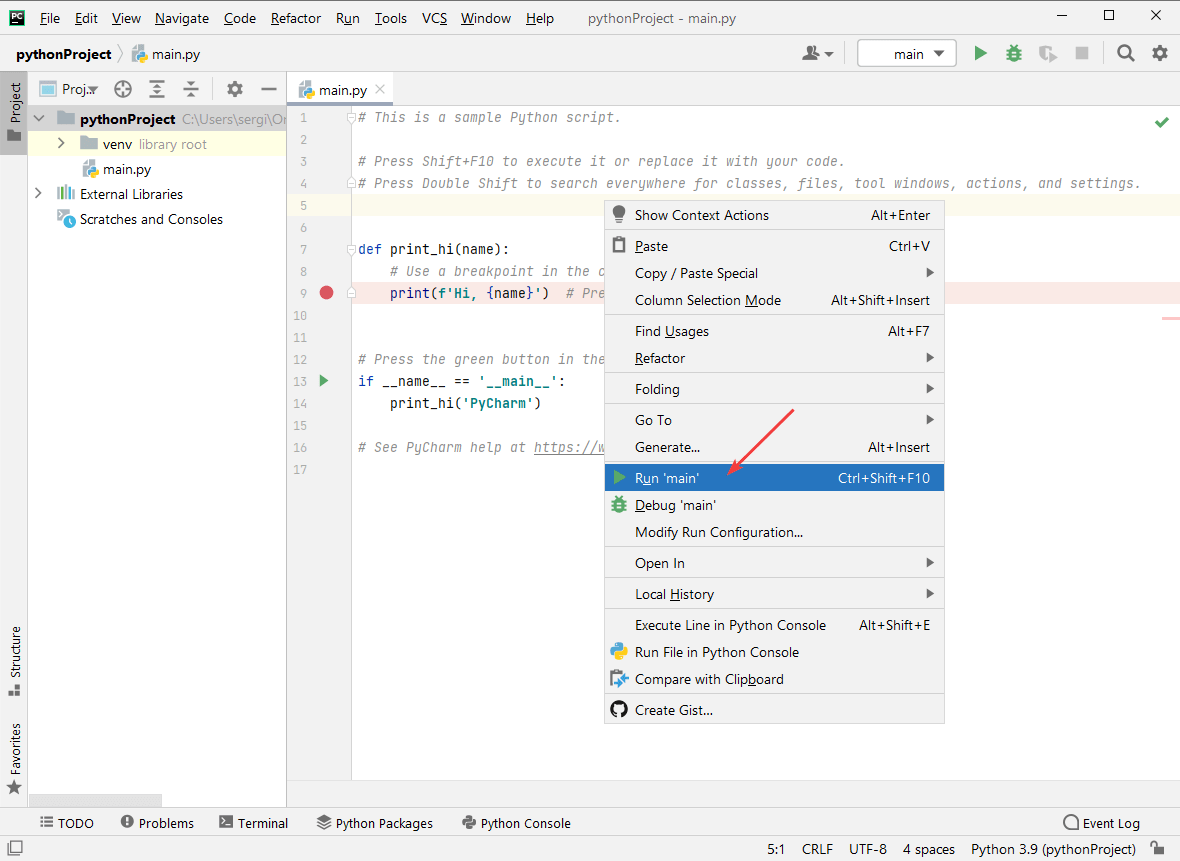 PC File Edit View Navigate Code Refactor Run Tools VCS Window Help pythonProject - main.py
pythonProject main.py main
Project
Proj...
main.py
pythonProject C:\Users\sergi\On
venv library root
main.py
External Libraries
Scratches and Consoles
1 # This is a sample Python script.
2
3 # Press Shift+F10 to execute it or replace it with your code.
4 # Press Double Shift to search everywhere for classes, files, tool windows, actions, and settings.
5
6
7 def print_hi(name):
8 # Use a breakpoint in the
9 print(f'Hi, {name}') # Pre
10
11
12 # Press the green button in the
13 if __name__ == '__main__':
14 print_hi('PyCharm')
15
16 # See PyCharm help at https://w
17
Show Context Actions Alt+Enter
Paste Ctrl+V
Copy / Paste Special
Column Selection Mode Alt+Shift+Insert
Find Usages Alt+F7
Refactor
Folding
Go To
Generate... Alt+Insert
Run 'main' Ctrl+Shift+F10
Debug 'main'
Modify Run Configuration...
Open In
Local History
Execute Line in Python Console Alt+Shift+E
Run File in Python Console
Compare with Clipboard
Create Gist...
Structure
Favorites
TODO Problems Terminal Python Packages Python Console Event Log
5:1 CRLF UTF-8 4 spaces Python 3.9 (pythonProject)